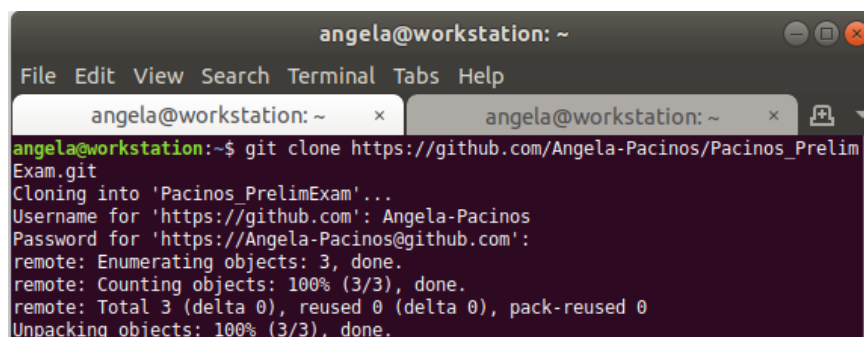 angela@workstation: ~
File Edit View Search Terminal Tabs Help
angela@workstation: ~ × angela@workstation: ~ ×
angela@workstation:~$ git clone https://github.com/Angela-Pacinos/Pacinos_Prelim
Exam.git
Cloning into 'Pacinos_PrelimExam'...
Username for 'https://github.com': Angela-Pacinos
Password for 'https://Angela-Pacinos@github.com':
remote: Enumerating objects: 3, done.
remote: Counting objects: 100% (3/3), done.
remote: Total 3 (delta 0), reused 0 (delta 0), pack-reused 0
Unpacking objects: 100% (3/3), done.